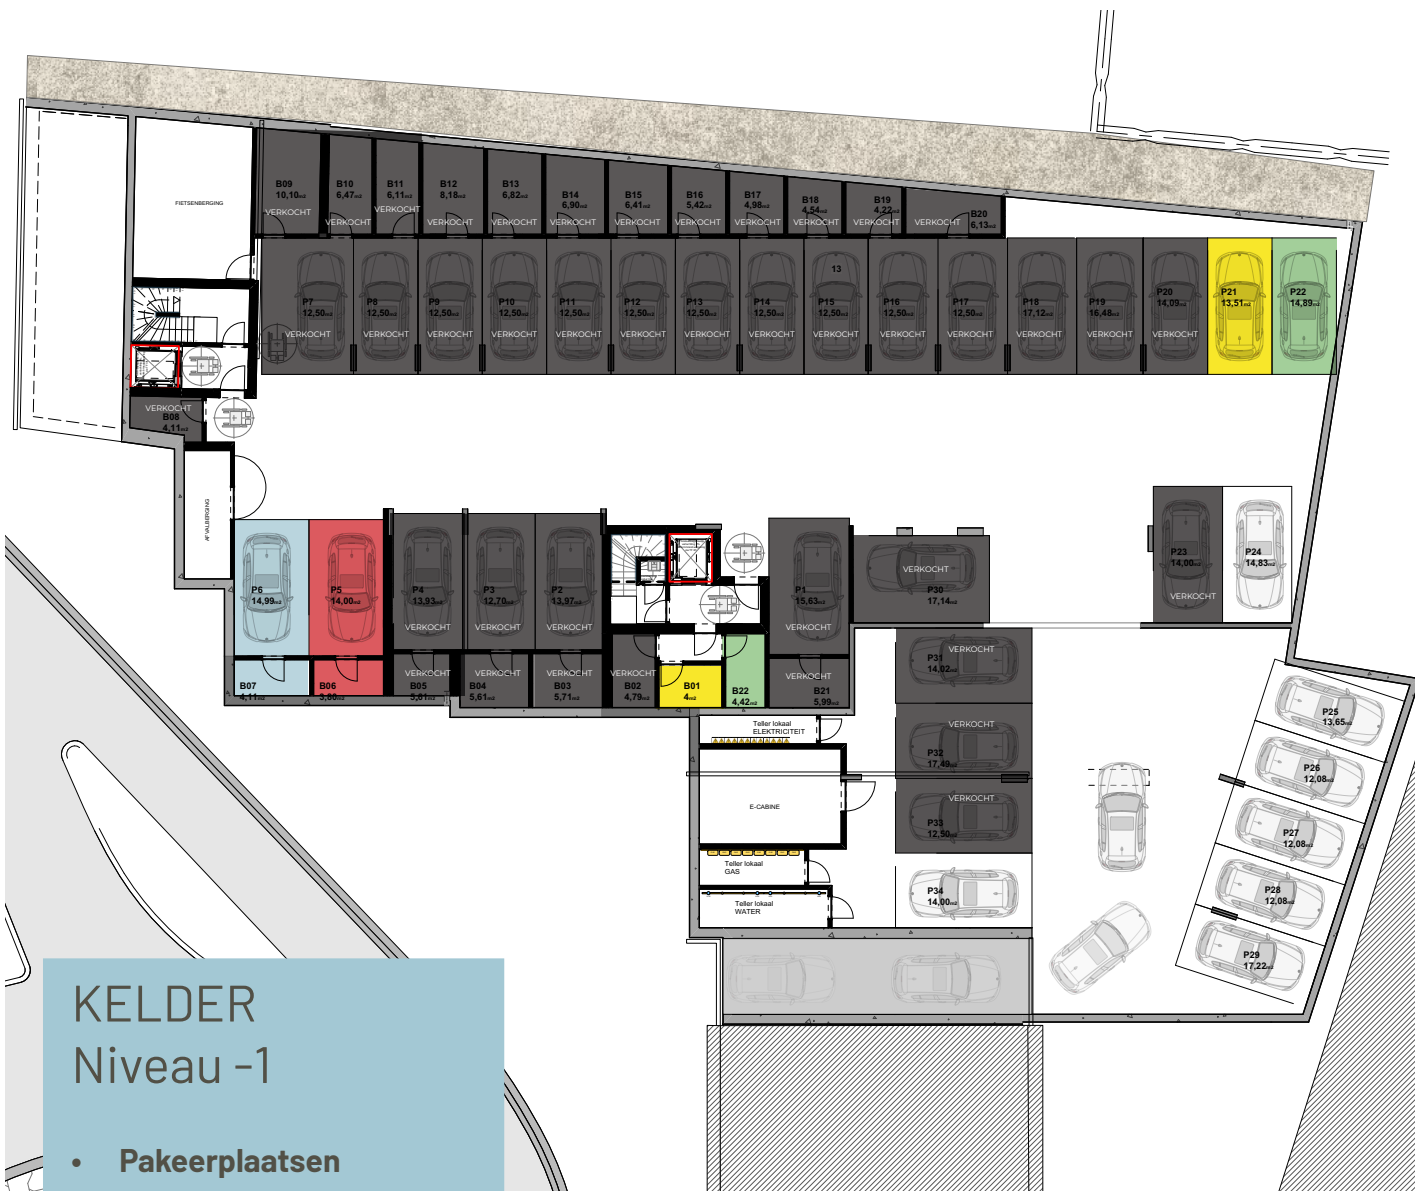 FIETSENBERGING
B09
10,10m2
VERKOCHT
B10
6,47m2
VERKOCHT
B11
6,11m2
VERKOCHT
B12
8,18m2
VERKOCHT
B13
6,82m2
VERKOCHT
B14
6,90m2
VERKOCHT
B15
6,41m2
VERKOCHT
B16
5,42m2
VERKOCHT
B17
4,98m2
VERKOCHT
B18
4,54m2
VERKOCHT
B19
4,22m2
VERKOCHT
B20
6,13m2
VERKOCHT
P7
12,50m2
VERKOCHT
P8
12,50m2
VERKOCHT
P9
12,50m2
VERKOCHT
P10
12,50m2
VERKOCHT
P11
12,50m2
VERKOCHT
P12
12,50m2
VERKOCHT
P13
12,50m2
VERKOCHT
P14
12,50m2
VERKOCHT
13
P15
12,50m2
VERKOCHT
P16
12,50m2
VERKOCHT
P17
12,50m2
VERKOCHT
P18
17,12m2
VERKOCHT
P19
16,48m2
VERKOCHT
P20
14,09m2
VERKOCHT
P21
13,51m2
P22
14,89m2
VERKOCHT
B08
4,11m2
AFVALBERGING
P6
14,99m2
P5
14,00m2
P4
13,93m2
VERKOCHT
P3
12,70m2
VERKOCHT
P2
13,97m2
VERKOCHT
P1
15,63m2
VERKOCHT
VERKOCHT
P30
17,14m2
P23
14,00m2
VERKOCHT
P24
14,83m2
B07
4,11m2
B06
3,80m2
VERKOCHT
B05
5,61m2
VERKOCHT
B04
5,61m2
VERKOCHT
B03
5,71m2
VERKOCHT
B02
4,79m2
B01
4m2
B22
4,42m2
VERKOCHT
B21
5,99m2
VERKOCHT
P31
14,02m2
VERKOCHT
P32
17,49m2
VERKOCHT
P33
12,50m2
P34
14,00m2
P25
13,65m2
P26
12,08m2
P27
12,08m2
P28
12,08m2
P29
17,22m2
Teller lokaal
ELEKTRICITEIT
E-CABINE
Teller lokaal
GAS
Teller lokaal
WATER
KELDER
Niveau -1
• Pakeerplaatsen